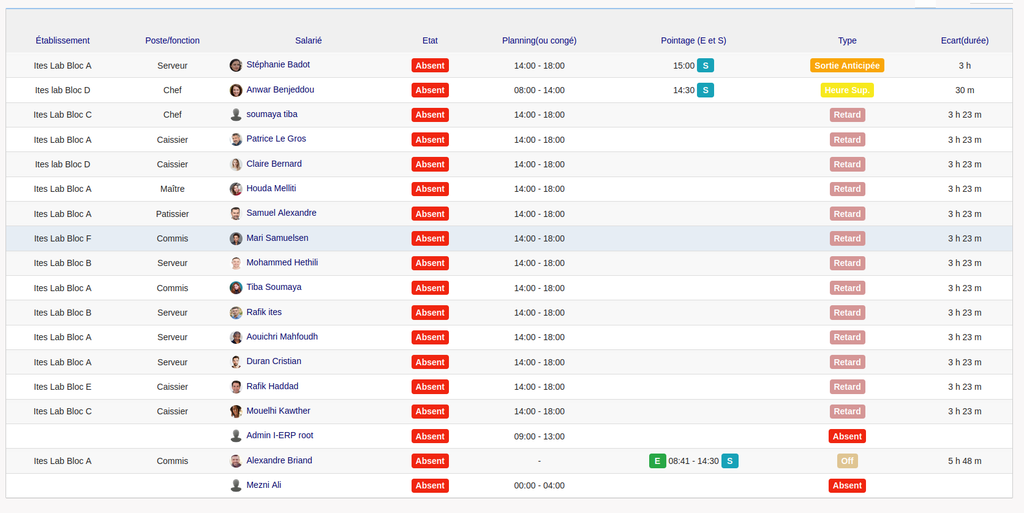 Établissement Poste/fonction Salarié Etat Planning(ou congé) Pointage (E et S) Type Ecart(durée)
Ites Lab Bloc A Serveur Stéphanie Badot Absent 14:00 - 18:00 15:00 S Sortie Anticipée 3 h
Ites lab Bloc D Chef Anwar Benjeddou Absent 08:00 - 14:00 14:30 S Heure Sup. 30 m
Ites Lab Bloc C Chef soumaya tiba Absent 14:00 - 18:00 Retard 3 h 23 m
Ites Lab Bloc A Caissier Patrice Le Gros Absent 14:00 - 18:00 Retard 3 h 23 m
Ites lab Bloc D Caissier Claire Bernard Absent 14:00 - 18:00 Retard 3 h 23 m
Ites Lab Bloc A Maître Houda Melliti Absent 14:00 - 18:00 Retard 3 h 23 m
Ites Lab Bloc A Patissier Samuel Alexandre Absent 14:00 - 18:00 Retard 3 h 23 m
Ites Lab Bloc F Commis Mari Samuelsen Absent 14:00 - 18:00 Retard 3 h 23 m
Ites Lab Bloc B Serveur Mohammed Hethili Absent 14:00 - 18:00 Retard 3 h 23 m
Ites Lab Bloc A Commis Tiba Soumaya Absent 14:00 - 18:00 Retard 3 h 23 m
Ites Lab Bloc B Serveur Rafik ites Absent 14:00 - 18:00 Retard 3 h 23 m
Ites Lab Bloc A Serveur Aouichri Mahfoudh Absent 14:00 - 18:00 Retard 3 h 23 m
Ites Lab Bloc A Serveur Duran Cristian Absent 14:00 - 18:00 Retard 3 h 23 m
Ites Lab Bloc E Caissier Rafik Haddad Absent 14:00 - 18:00 Retard 3 h 23 m
Ites Lab Bloc C Caissier Mouelhi Kawther Absent 14:00 - 18:00 Retard 3 h 23 m
Admin I-ERP root Absent 09:00 - 13:00 Absent
Ites Lab Bloc A Commis Alexandre Briand Absent - E 08:41 - 14:30 S Off 5 h 48 m
Mezni Ali Absent 00:00 - 04:00 Absent